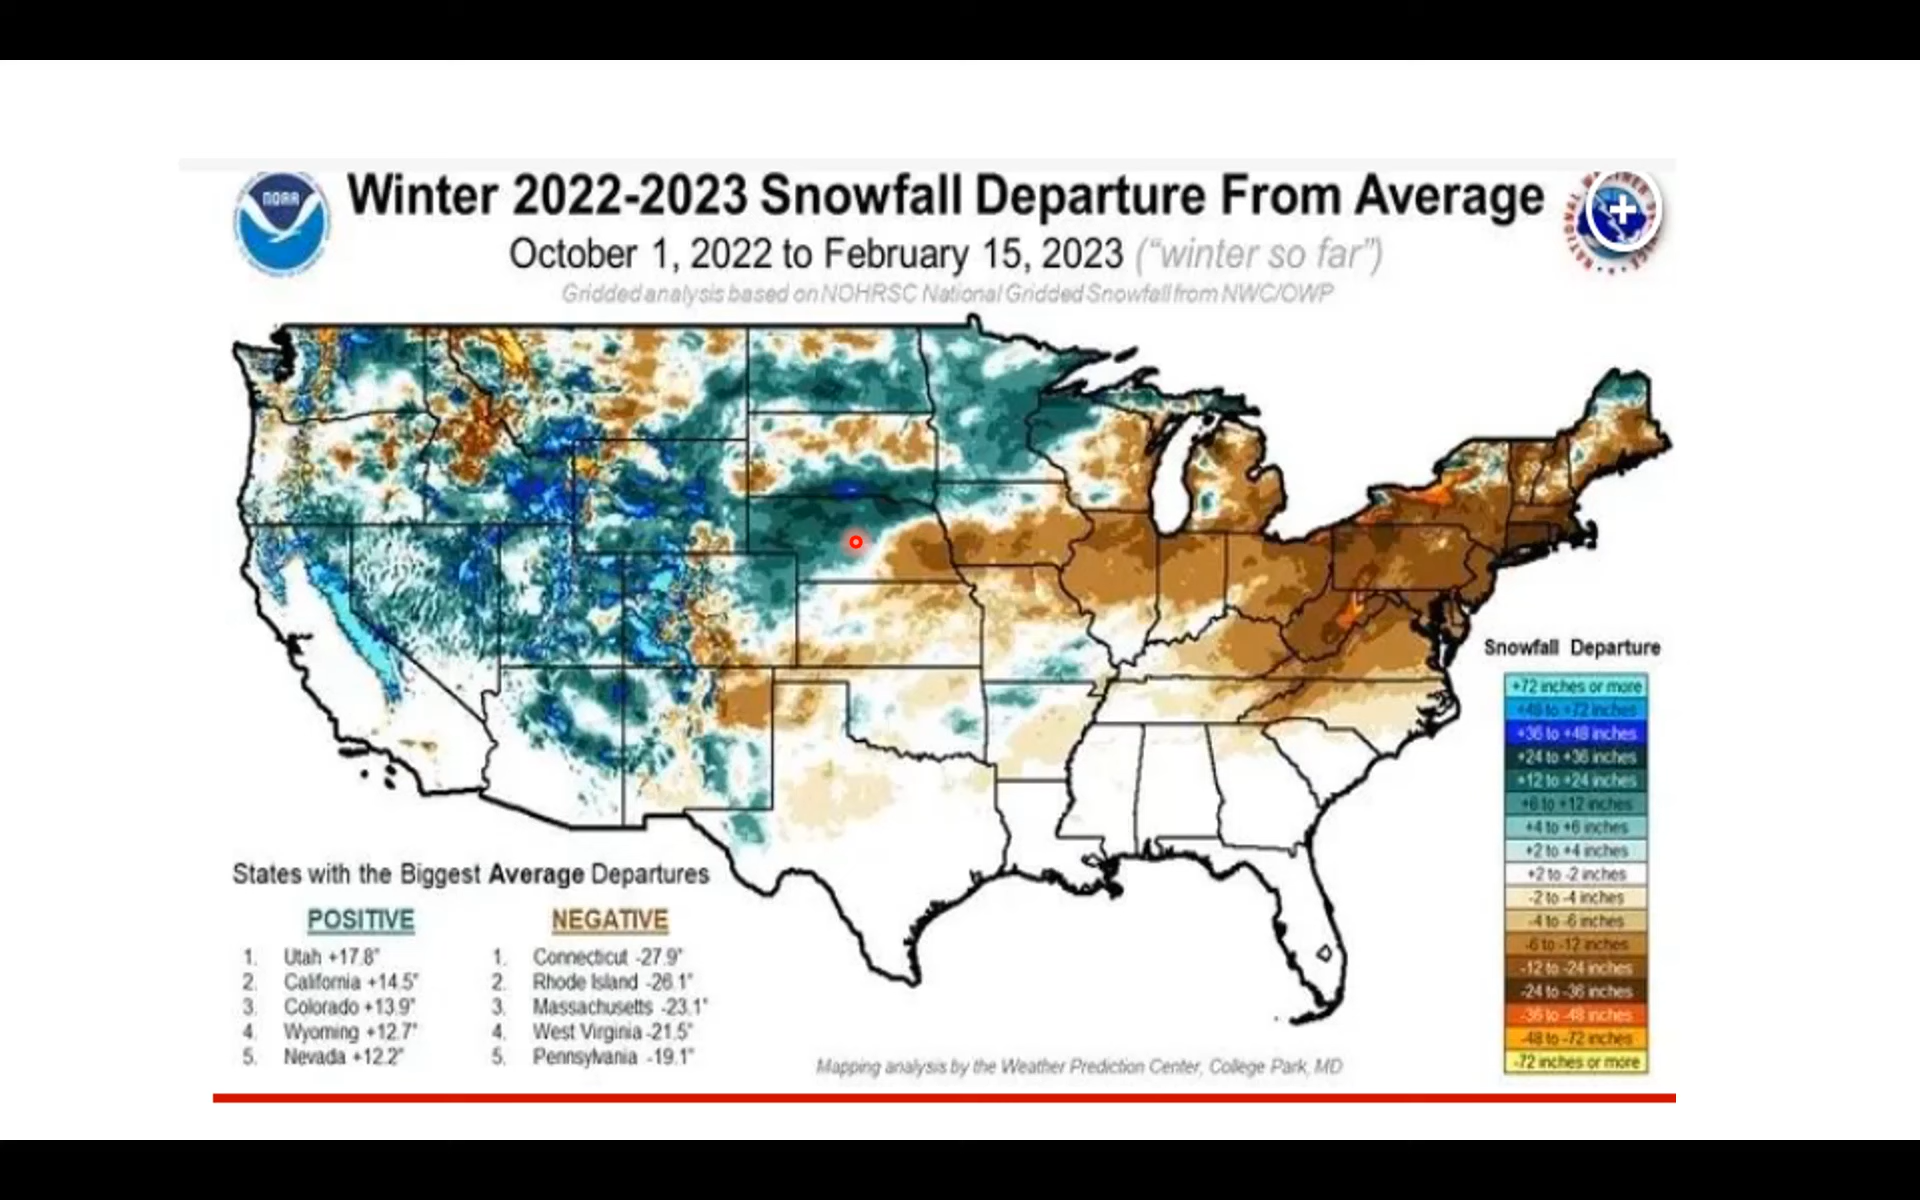 NOAA
Winter 2022-2023 Snowfall Departure From Average
October 1, 2022 to February 15, 2023 ("winter so far")
Gridded analysis based on NOHRSC National Gridded Snowfall from NWC/OWP
Snowfall Departure
+72 inches or more
+48 to +72 inches
+36 to +48 inches
+24 to +36 inches
+12 to +24 inches
+6 to +12 inches
+4 to +6 inches
+2 to +4 inches
+2 to -2 inches
-2 to -4 inches
-4 to -6 inches
-6 to -12 inches
-12 to -24 inches
-24 to -36 inches
-36 to -48 inches
-48 to -72 inches
-72 inches or more
States with the Biggest Average Departures
POSITIVE
1. Utah +17.8"
2. California +14.5"
3. Colorado +13.9"
4. Wyoming +12.7"
5. Nevada +12.2"
NEGATIVE
1. Connecticut -27.9"
2. Rhode Island -26.1"
3. Massachusetts -23.1"
4. West Virginia -21.5"
5. Pennsylvania -19.1"
Mapping analysis by the Weather Prediction Center, College Park, MD